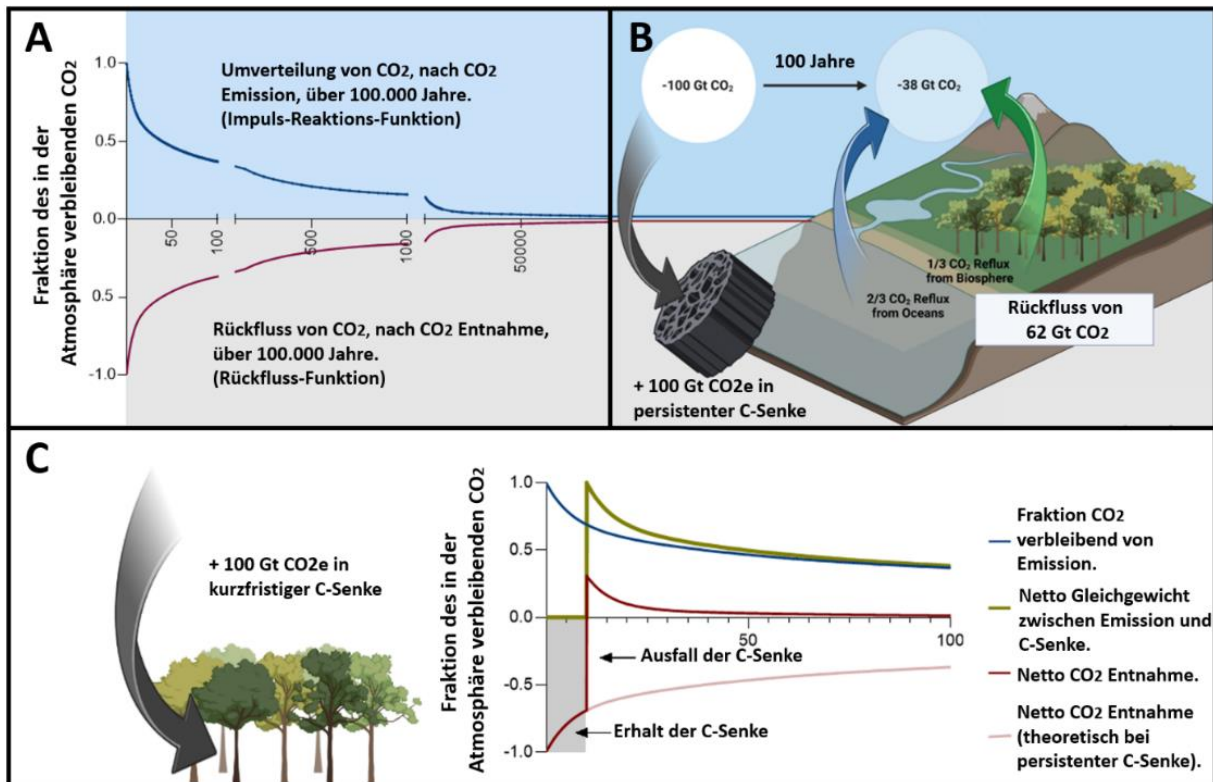 A
Fraktion des in der
Atmosphäre verbleibenden CO2
1.0
0.5
0.0
0.5
-1.0
50
100
500
1000
50000
Umverteilung von CO2, nach CO2
Emission, über 100.000 Jahre.
(Impuls-Reaktions-Funktion)
Rückfluss von CO2, nach CO2 Entnahme,
über 100.000 Jahre.
(Rückfluss-Funktion)
B
-100 Gt CO2
100 Jahre
-38 Gt CO2
1/3 CO2 Reflux
from Biosphere
2/3 CO2 Reflux
from Oceans
Rückfluss von
62 Gt CO2
+ 100 Gt CO2e in
persistenter C-Senke
C
+ 100 Gt CO2e in
kurzfristiger C-Senke
Fraktion des in der
Atmosphäre verbleibenden CO2
1.0
0.5
0.0
-0.5
-1.0
50
100
Ausfall der C-Senke
Erhalt der C-Senke
Fraktion CO2
verbleibend von
Emission.
Netto Gleichgewicht
zwischen Emission und
C-Senke.
Netto CO2 Entnahme.
Netto CO2 Entnahme
(theoretisch bei
persistenter C-Senke).